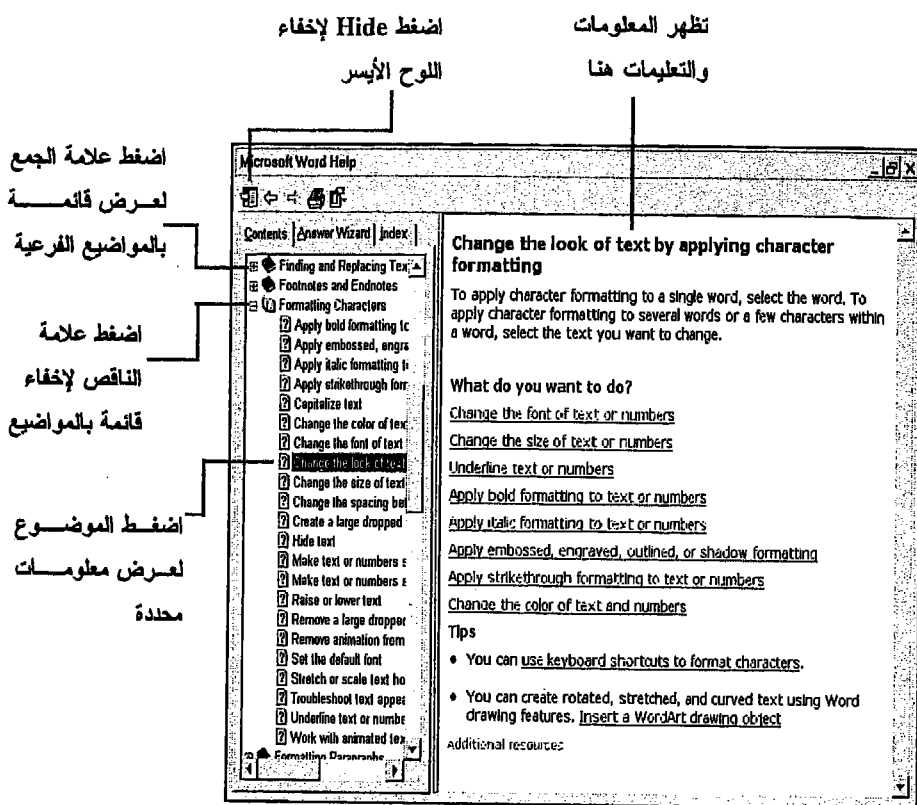 تظهر المعلومات
والتعليمات هنا
اضغط Hide لإخفاء
اللوح الأيسر
اضغط علامة الجمع
لعرض قائمة
بالمواضيع الفرعية
اضغط علامة
الناقص لإخفاء
قائمة بالمواضيع
اضغط الموضوع
لعرض معلومات
محددة
Microsoft Word Help
Contents Answer Wizard Index
Finding and Replacing Tex
Footnotes and Endnotes
Formatting Characters
Apply bold formatting to
Apply embossed, engra
Apply italic formatting to
Apply strikethrough form
Capitalize text
Change the color of tex
Change the font of text
Change the look of text
Change the size of text
Change the spacing bet
Create a large dropped
Hide text
Make text or numbers s
Make text or numbers s
Raise or lower text
Remove a large dropped
Remove animation from
Set the default font
Stretch or scale text ho
Troubleshoot text appea
Underline text or numbe
Work with animated tex
Formatting Paragraphs
Change the look of text by applying character
formatting
To apply character formatting to a single word, select the word. To
apply character formatting to several words or a few characters within
a word, select the text you want to change.
What do you want to do?
Change the font of text or numbers
Change the size of text or numbers
Underline text or numbers
Apply bold formatting to text or numbers
Apply italic formatting to text or numbers
Apply embossed, engraved, outlined, or shadow formatting
Apply strikethrough formatting to text or numbers
Change the color of text and numbers
Tips
• You can use keyboard shortcuts to format characters.
• You can create rotated, stretched, and curved text using Word
drawing features. Insert a WordArt drawing object
Additional resources